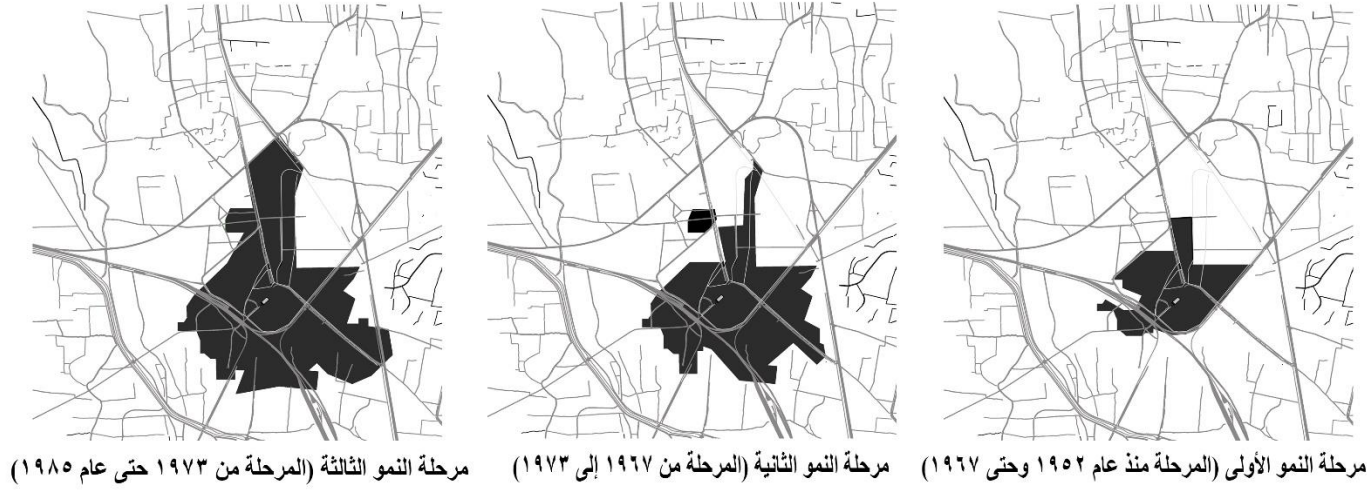 مرحلة النمو الأولى (المرحلة منذ عام ١٩٥٢ وحتى ١٩٦٧)
مرحلة النمو الثانية (المرحلة من ١٩٦٧ إلى ١٩٧٣)
مرحلة النمو الثالثة (المرحلة من ١٩٧٣ حتى عام ١٩٨٥)